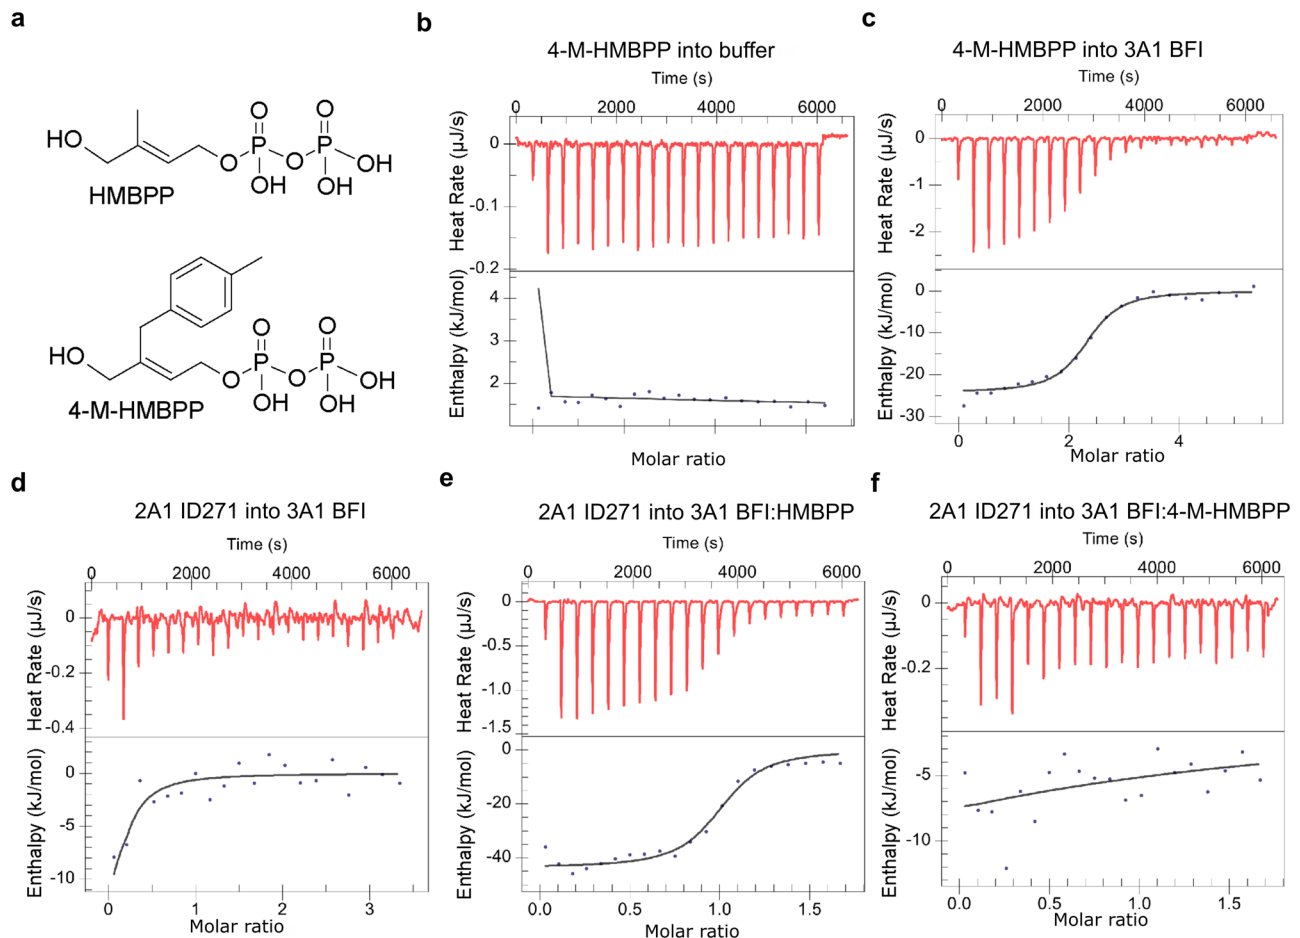 a
HO
O
P
O
OH
O
P
O
OH
OH
HMBPP
HO
O
P
O
OH
O
P
O
OH
OH
4-M-HMBPP
b
4-M-HMBPP into buffer
Time (s)
0 2000 4000 6000
Heat Rate (µJ/s)
0
-0.1
-0.2
Enthalpy (kJ/mol)
4
3
2
Molar ratio
c
4-M-HMBPP into 3A1 BFI
Time (s)
0 2000 4000 6000
Heat Rate (µJ/s)
0
-1
-2
Enthalpy (kJ/mol)
0
-10
-20
-30
0 2 4
Molar ratio
d
2A1 ID271 into 3A1 BFI
Time (s)
0 2000 4000 6000
Heat Rate (µJ/s)
0
-0.2
-0.4
Enthalpy (kJ/mol)
0
-5
-10
0 1 2 3
Molar ratio
e
2A1 ID271 into 3A1 BFI:HMBPP
Time (s)
0 2000 4000 6000
Heat Rate (µJ/s)
0
-0.5
-1.0
-1.5
Enthalpy (kJ/mol)
0
-20
-40
0.0 0.5 1.0 1.5
Molar ratio
f
2A1 ID271 into 3A1 BFI:4-M-HMBPP
Time (s)
0 2000 4000 6000
Heat Rate (µJ/s)
0
-0.2
Enthalpy (kJ/mol)
-5
-10
0.0 0.5 1.0 1.5
Molar ratio